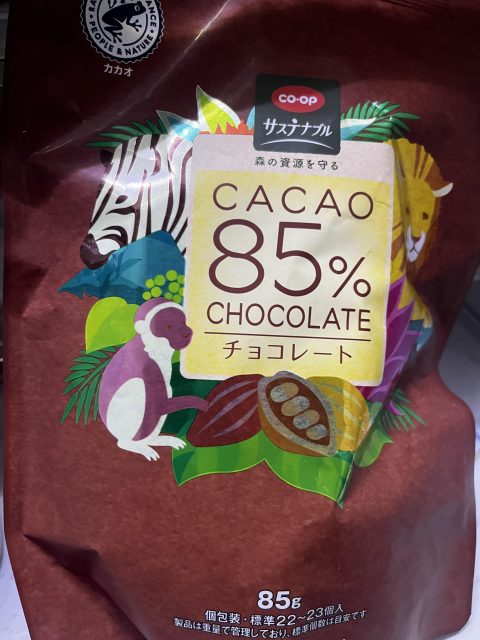 PEOPLE & NATURE
カカオ
CO·OP
サステナブル
森の資源を守る
CACAO
85%
CHOCOLATE
チョコレート
85g
個包装・標準22~23個入
製品は重量で管理しており、標準個数は目安です